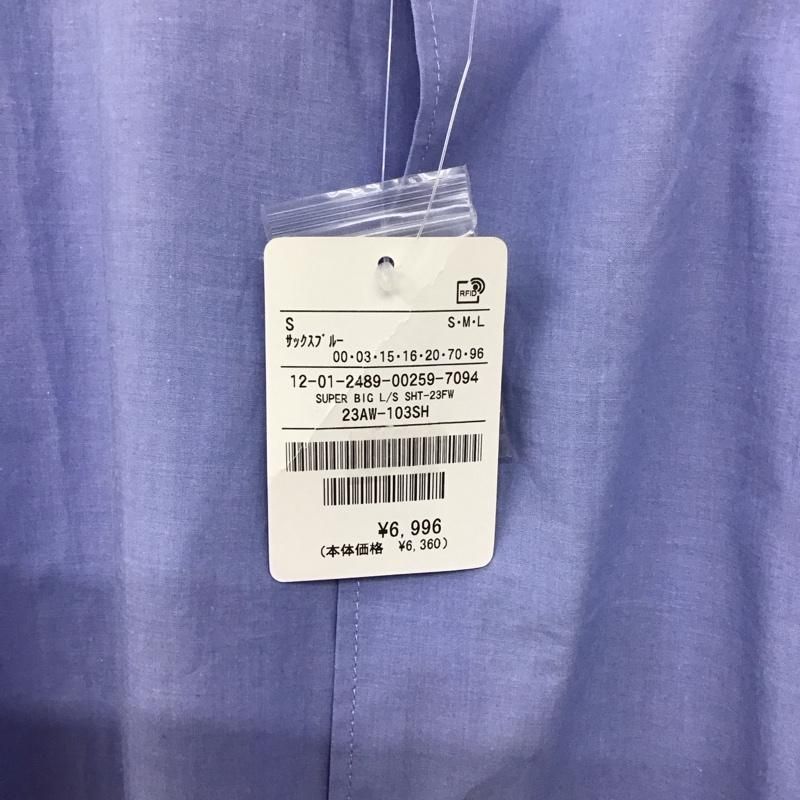 RFID
S S・M・L
サックスブルー
00・03・15・16・20・70・96
12-01-2489-00259-7094
SUPER BIG L/S SHT-23FW
23AW-103SH
¥6,996
(本体価格 ¥6,360)